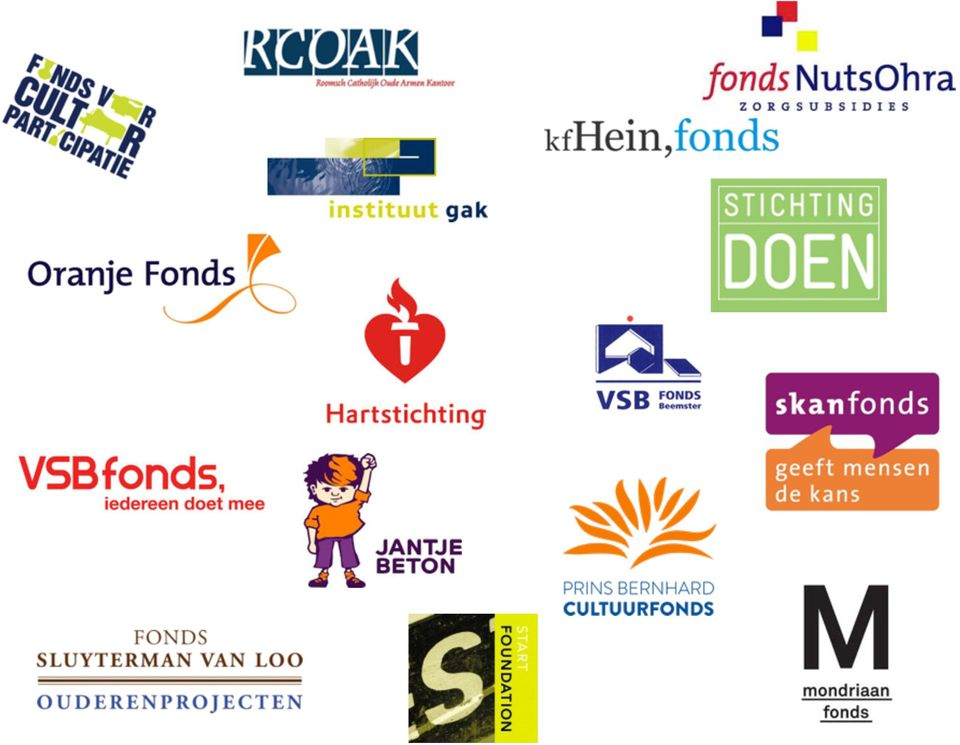 FONDS VOOR
CULTUUR
PARTICIPATIE
RCOAK
Roomsch Catholijk Oude Armen Kantoor
fonds NutsOhra
ZORGSUBSIDIES
kfHein,fonds
instituut gak
STICHTING
DOEN
Oranje Fonds
Hartstichting
VSB FONDS
Beemster
skanfonds
geeft mensen
de kans
VSBfonds,
iedereen doet mee
JANTJE
BETON
PRINS BERNHARD
CULTUURFONDS
M
mondriaan
fonds
FONDS
SLUYTERMAN VAN LOO
OUDERENPROJECTEN
S
START
FOUNDATION